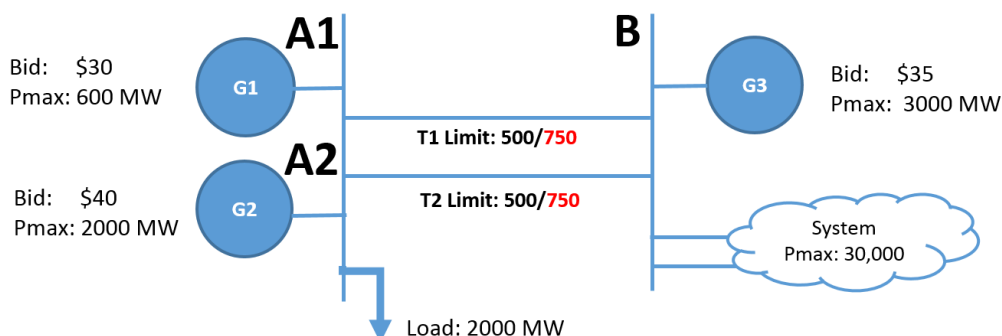 A1
B
Bid: $30
Pmax: 600 MW
G1
G3
Bid: $35
Pmax: 3000 MW
T1 Limit: 500/750
A2
T2 Limit: 500/750
Bid: $40
Pmax: 2000 MW
G2
System
Pmax: 30,000
Load: 2000 MW